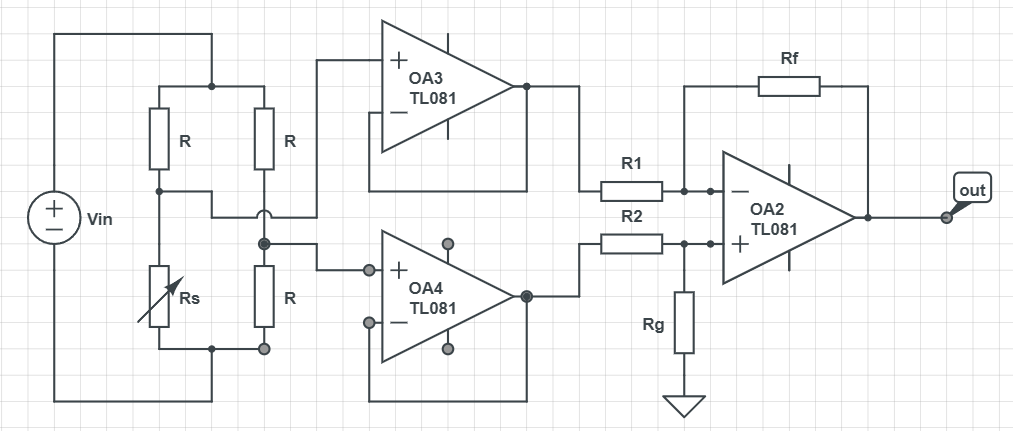 Vin
R
R
Rs
R
+
−
+
−
OA3
TL081
+
−
OA4
TL081
R1
R2
Rg
Rf
−
+
OA2
TL081
out